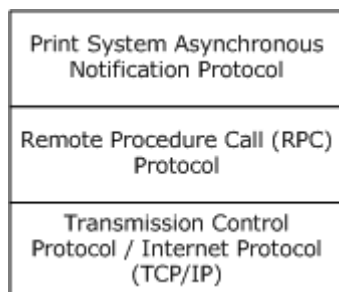 Print System Asynchronous
Notification Protocol
Remote Procedure Call (RPC)
Protocol
Transmission Control
Protocol / Internet Protocol
(TCP/IP)